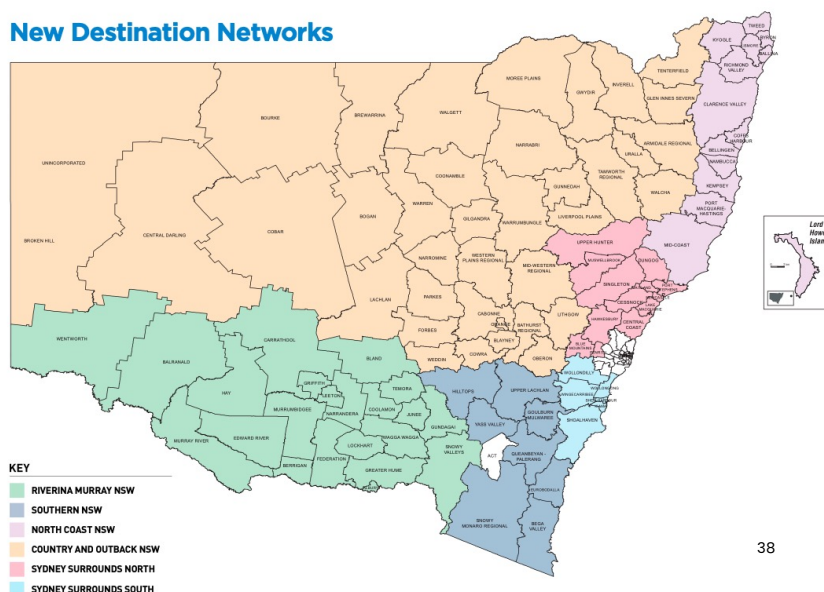 New Destination Networks
TWEED
KYOGLE
BYRON
LISMORE
BALLINA
RICHMOND
VALLEY
TENTERFIELD
MOREE PLAINS
INVERELL
GWYDIR
GLEN INNES SEVERN
CLARENCE VALLEY
BOURKE
BREWARRINA
WALGETT
NARRABRI
ARMIDALE REGIONAL
COFFS
HARBOUR
BELLINGEN
NAMBUCCA
URALLA
UNINCORPORATED
COONAMBLE
TAMWORTH
REGIONAL
GUNNEDAH
WALCHA
KEMPSEY
PORT
MACQUARIE-
HASTINGS
WARREN
BOGAN
COBAR
CENTRAL DARLING
BROKEN HILL
GILGANDRA
WARRUMBUNGLE
LIVERPOOL PLAINS
MID-COAST
UPPER HUNTER
Lord
Howe
Island
MUSWELLBROOK
DUNGOG
NARROMINE
WESTERN
PLAINS REGIONAL
MID-WESTERN
REGIONAL
SINGLETON
CESSNOCK
LACHLAN
PARKES
CABONNE
ORANGE
BATHURST
REGIONAL
LITHGOW
HAWKESBURY
CENTRAL
COAST
FORBES
BLAYNEY
WEDDIN
COWRA
OBERON
BLUE
MOUNTAINS
WENTWORTH
BALRANALD
CARRATHOOL
BLAND
HILLTOPS
UPPER LACHLAN
WOLLONDILLY
WINGECARRIBEE
SHOALHAVEN
HAY
GRIFFITH
LEETON
TEMORA
MURRUMBIDGEE
NARRANDERA
COOLAMON
JUNEE
GUNDAGAI
YASS VALLEY
GOULBURN
MULWAREE
MURRAY RIVER
EDWARD RIVER
LOCKHART
WAGGA WAGGA
SNOWY
VALLEYS
ACT
QUEANBEYAN-
PALERANG
BERRIGAN
FEDERATION
GREATER HUME
ALBURY
EUROBODALLA
SNOWY
MONARO REGIONAL
BEGA
VALLEY
KEY
RIVERINA MURRAY NSW
SOUTHERN NSW
NORTH COAST NSW
COUNTRY AND OUTBACK NSW
SYDNEY SURROUNDS NORTH
SYDNEY SURROUNDS SOUTH
38